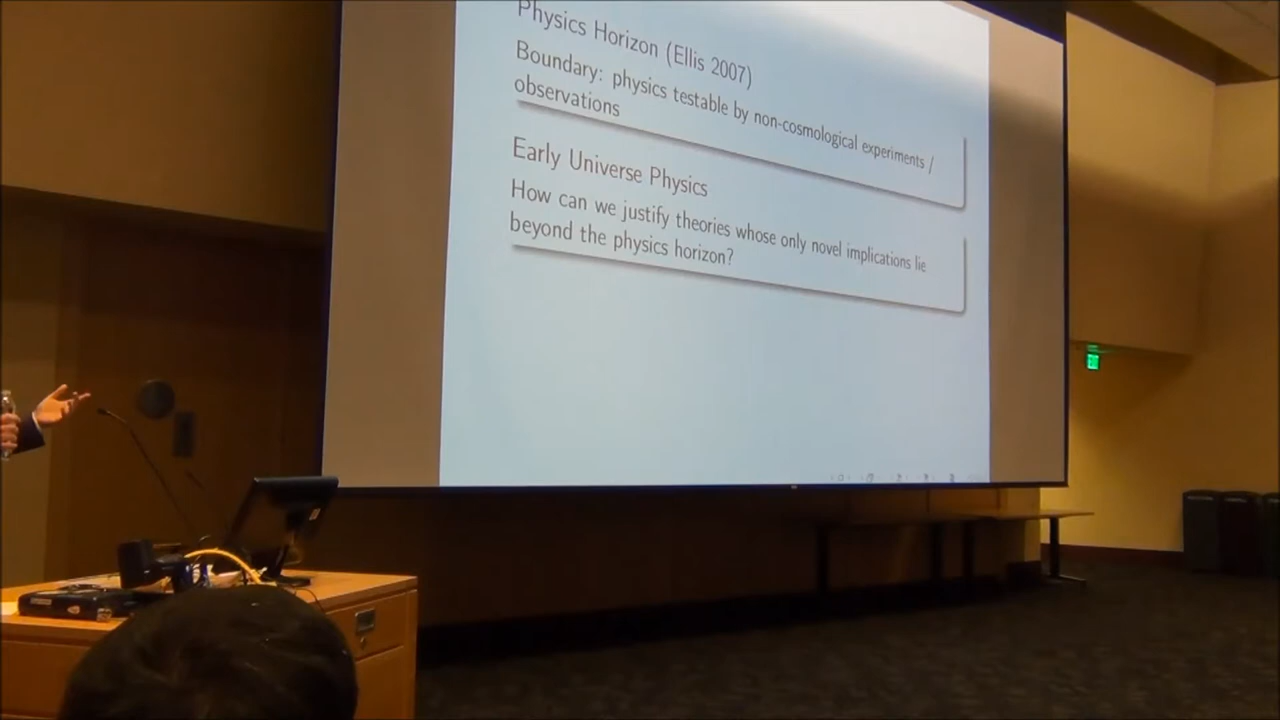 Physics Horizon (Ellis 2007)
Boundary: physics testable by non-cosmological experiments /
observations
Early Universe Physics
How can we justify theories whose only novel implications lie
beyond the physics horizon?